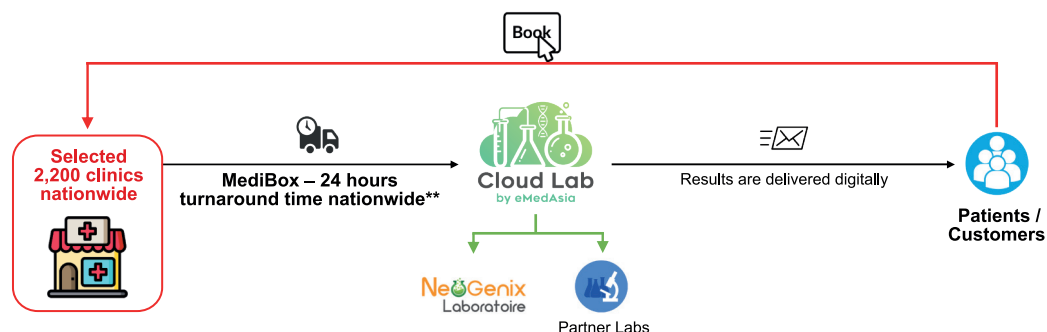 Book
Selected
2,200 clinics
nationwide
MediBox – 24 hours
turnaround time nationwide**
Cloud Lab
by eMedAsia
Results are delivered digitally
Patients /
Customers
NeoGenix
Laboratoire
Partner Labs